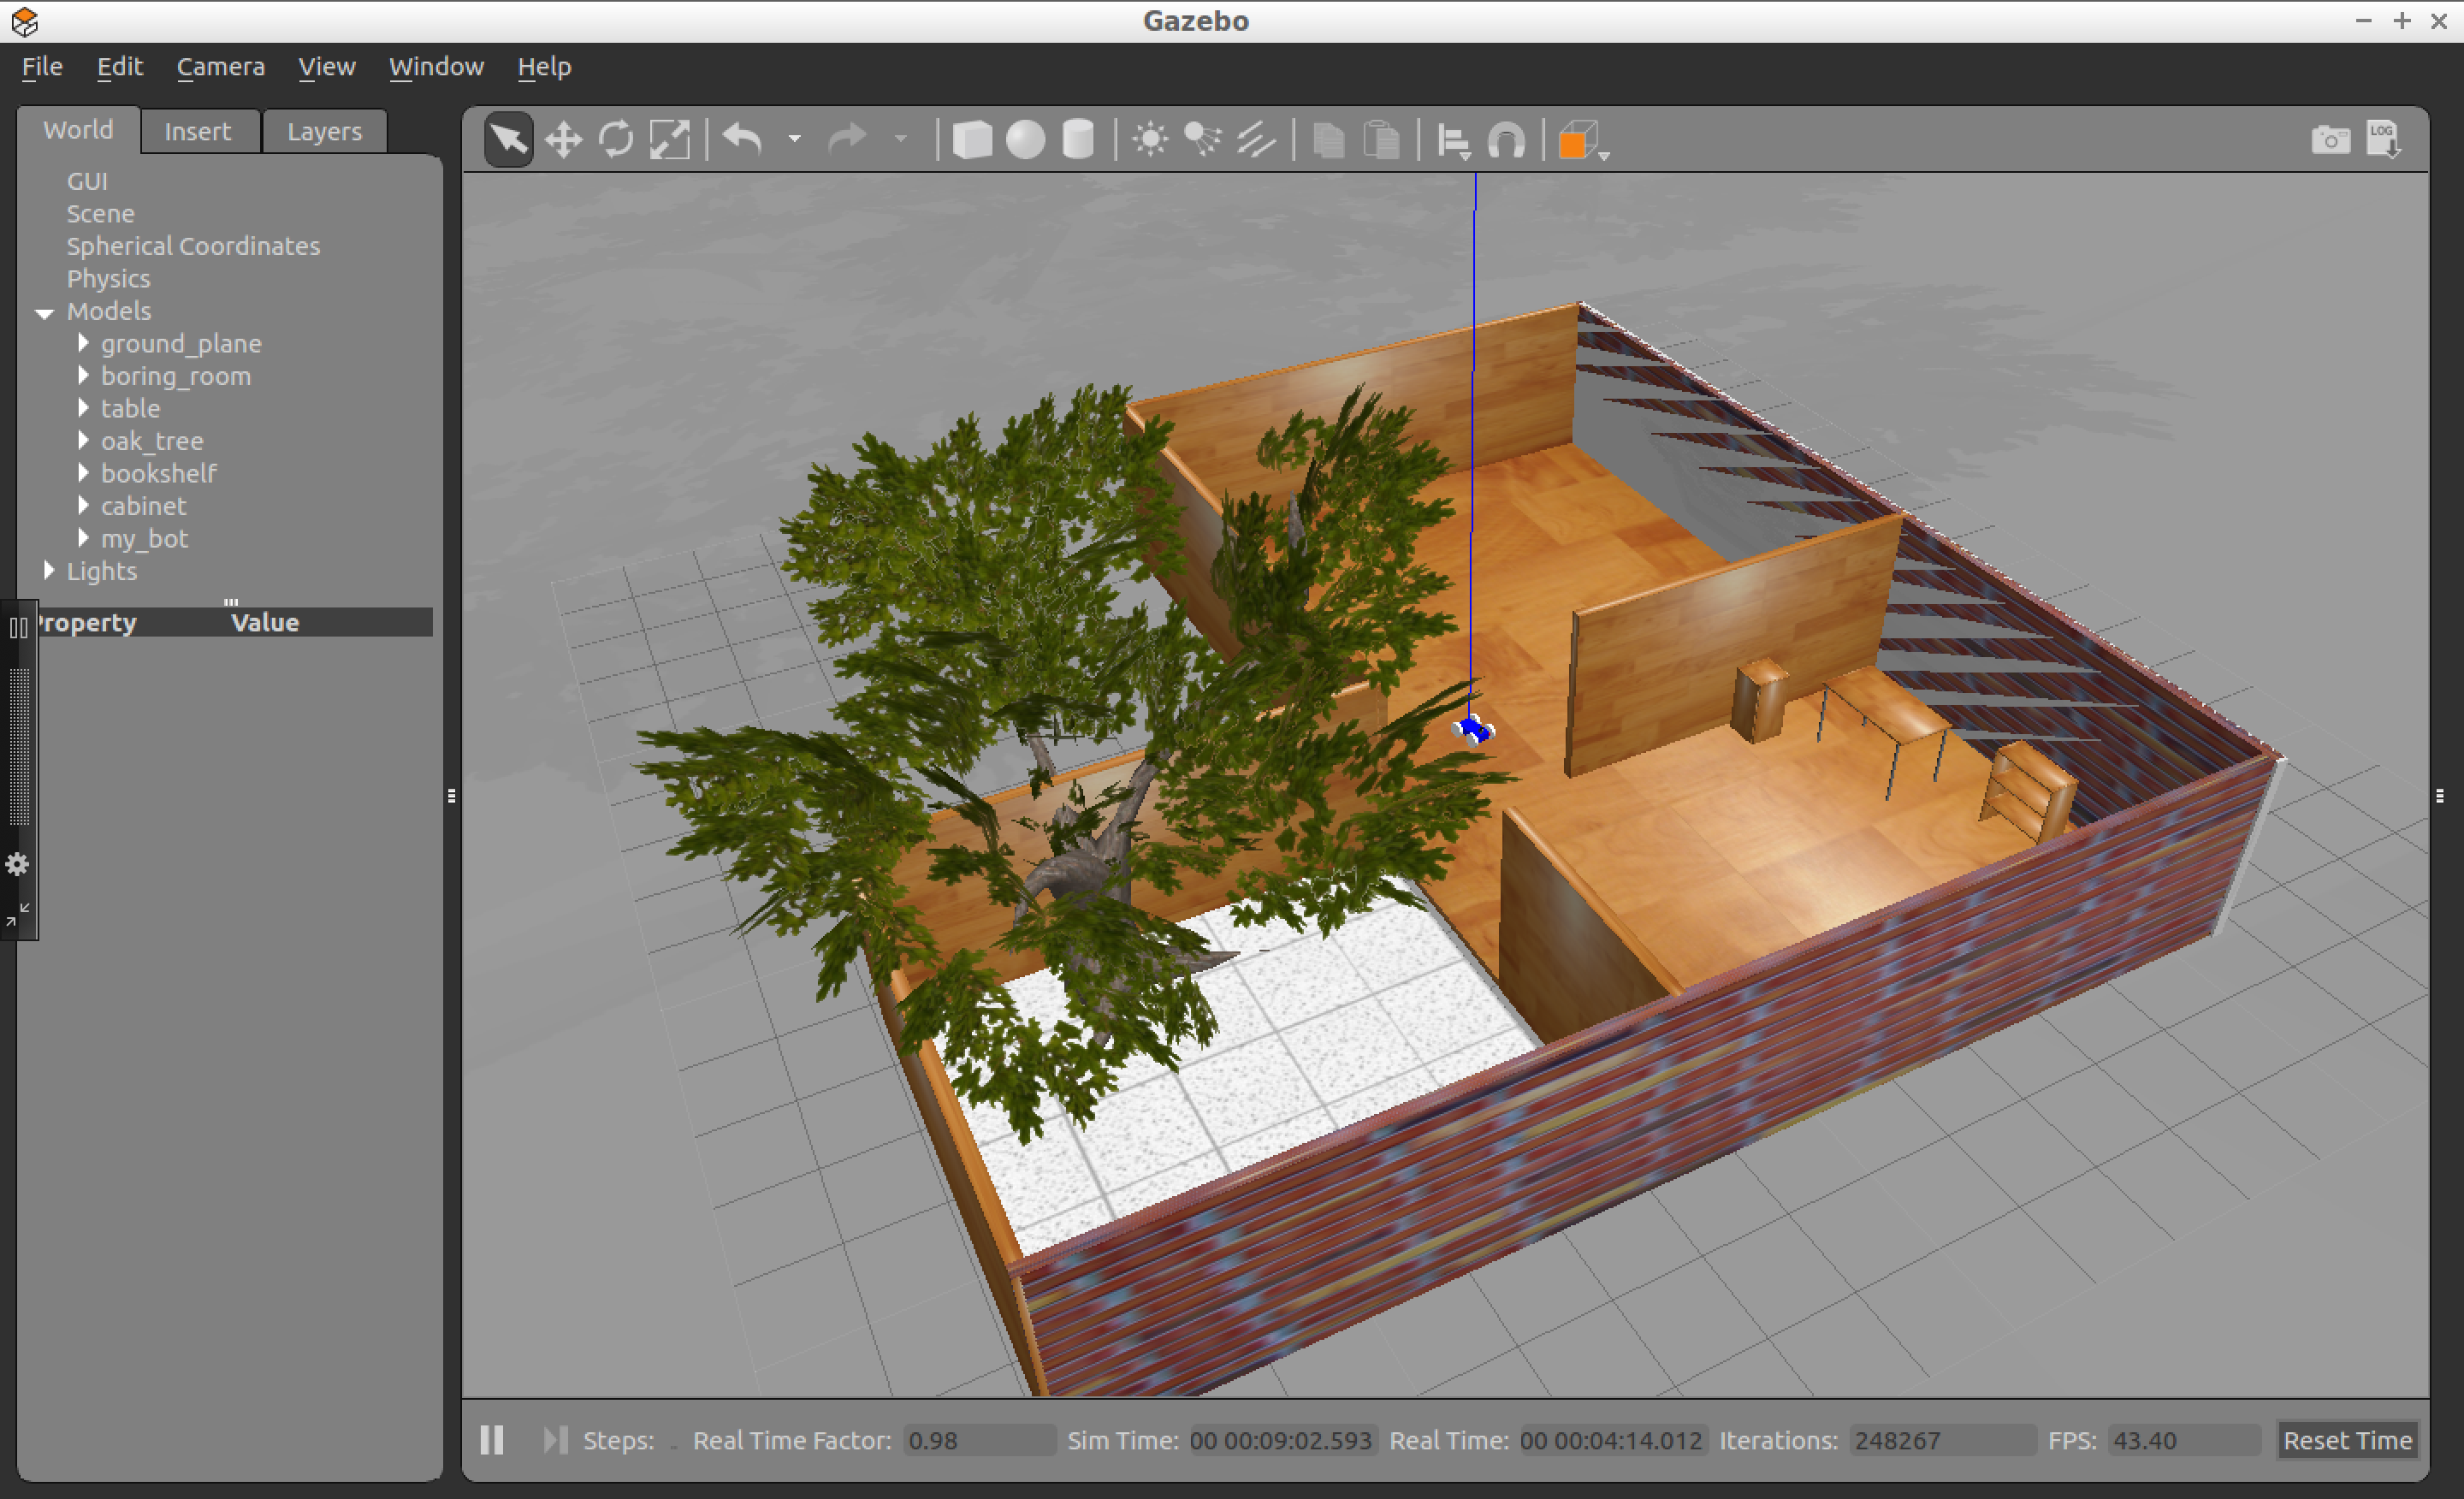 Gazebo
File Edit Camera View Window Help
World Insert Layers
LOG
GUI
Scene
Spherical Coordinates
Physics
Models
ground_plane
boring_room
table
oak_tree
bookshelf
cabinet
my_bot
Lights
roperty Value
Steps: Real Time Factor: 0.98 Sim Time: 00 00:09:02.593 Real Time: 00 00:04:14.012 Iterations: 248267 FPS: 43.40 Reset Time